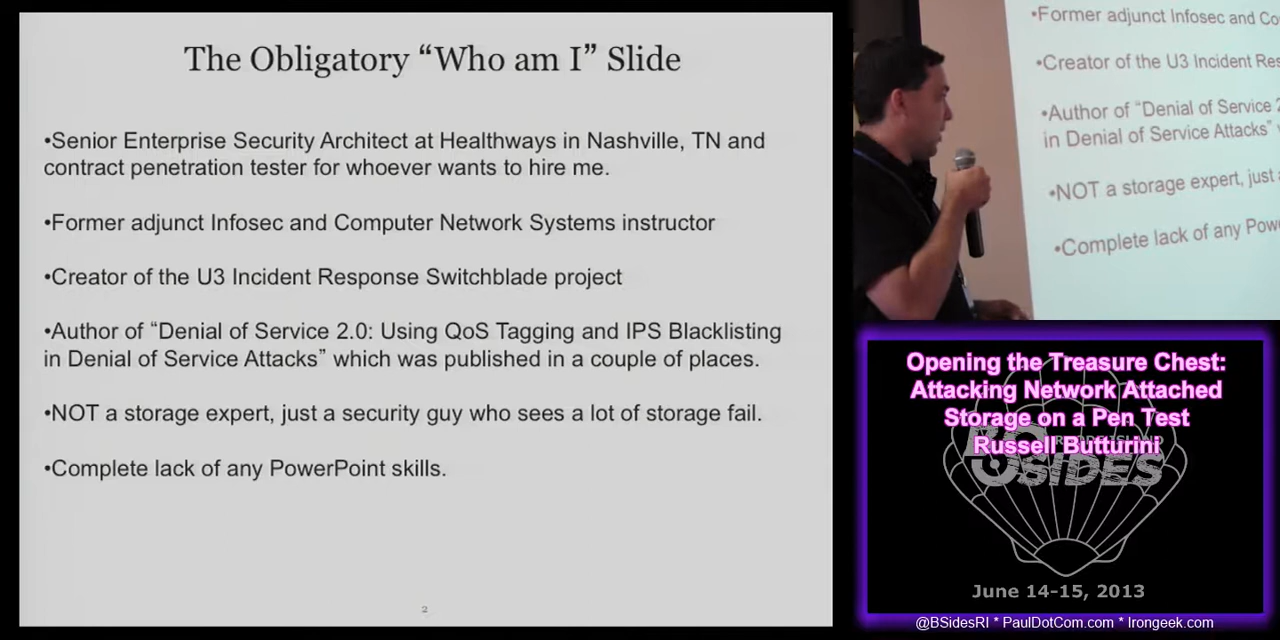 The Obligatory “Who am I” Slide
•Senior Enterprise Security Architect at Healthways in Nashville, TN and
contract penetration tester for whoever wants to hire me.
•Former adjunct Infosec and Computer Network Systems instructor
•Creator of the U3 Incident Response Switchblade project
•Author of “Denial of Service 2.0: Using QoS Tagging and IPS Blacklisting
in Denial of Service Attacks” which was published in a couple of places.
•NOT a storage expert, just a security guy who sees a lot of storage fail.
•Complete lack of any PowerPoint skills.
2
•Former adjunct Infosec and Co
•Creator of the U3 Incident Res
•Author of “Denial of Service 2
in Denial of Service Attacks”
•NOT a storage expert, just
•Complete lack of any Powe
Opening the Treasure Chest:
Attacking Network Attached
Storage on a Pen Test
Russell Butturini
BSIDES
June 14-15, 2013
@BSidesRI * PaulDotCom.com * Irongeek.com